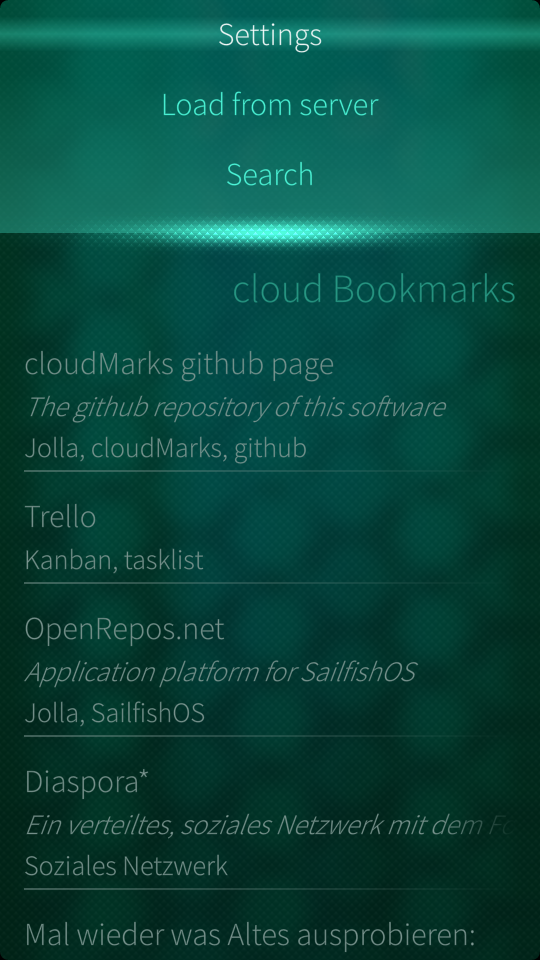 Settings
Load from server
Search
cloud Bookmarks
cloudMarks github page
The github repository of this software
Jolla, cloudMarks, github
Trello
Kanban, tasklist
OpenRepos.net
Application platform for SailfishOS
Jolla, SailfishOS
Diaspora*
Ein verteiltes, soziales Netzwerk mit dem
Soziales Netzwerk
Mal wieder was Altes ausprobieren: